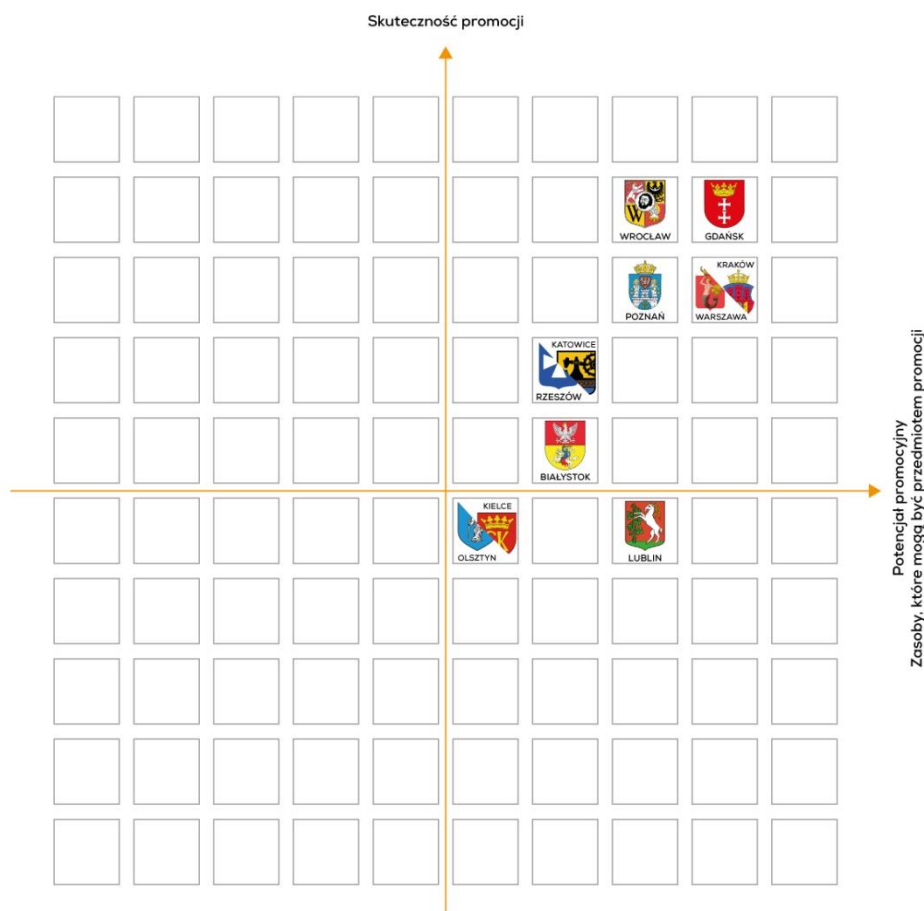 Skuteczność promocji
WROCŁAW
GDAŃSK
POZNAŃ
KRAKÓW
WARSZAWA
KATOWICE
RZESZÓW
BIAŁYSTOK
KIELCE
OLSZTYN
LUBLIN
Potencjał promocyjny
Zasoby, które mogą być przedmiotem promocji